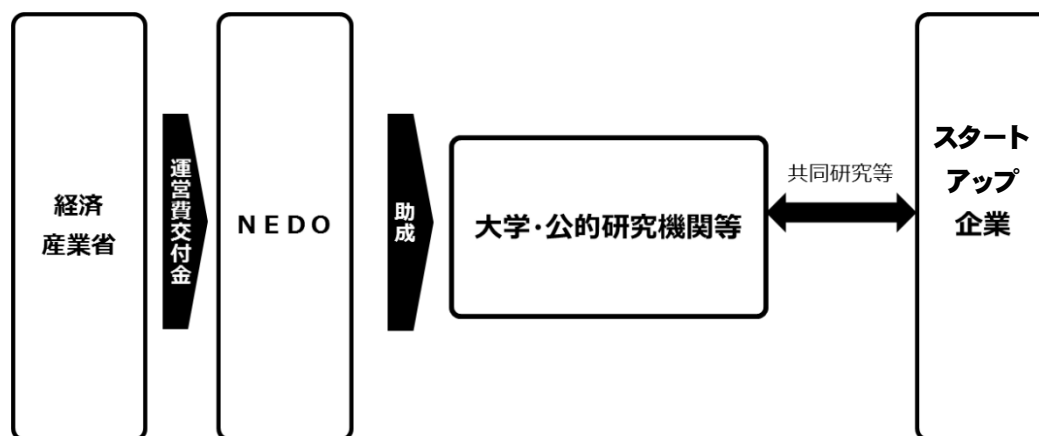 経済
産業省
運営費交付金
NEDO
助成
大学・公的研究機関等
共同研究等
スタート
アップ
企業